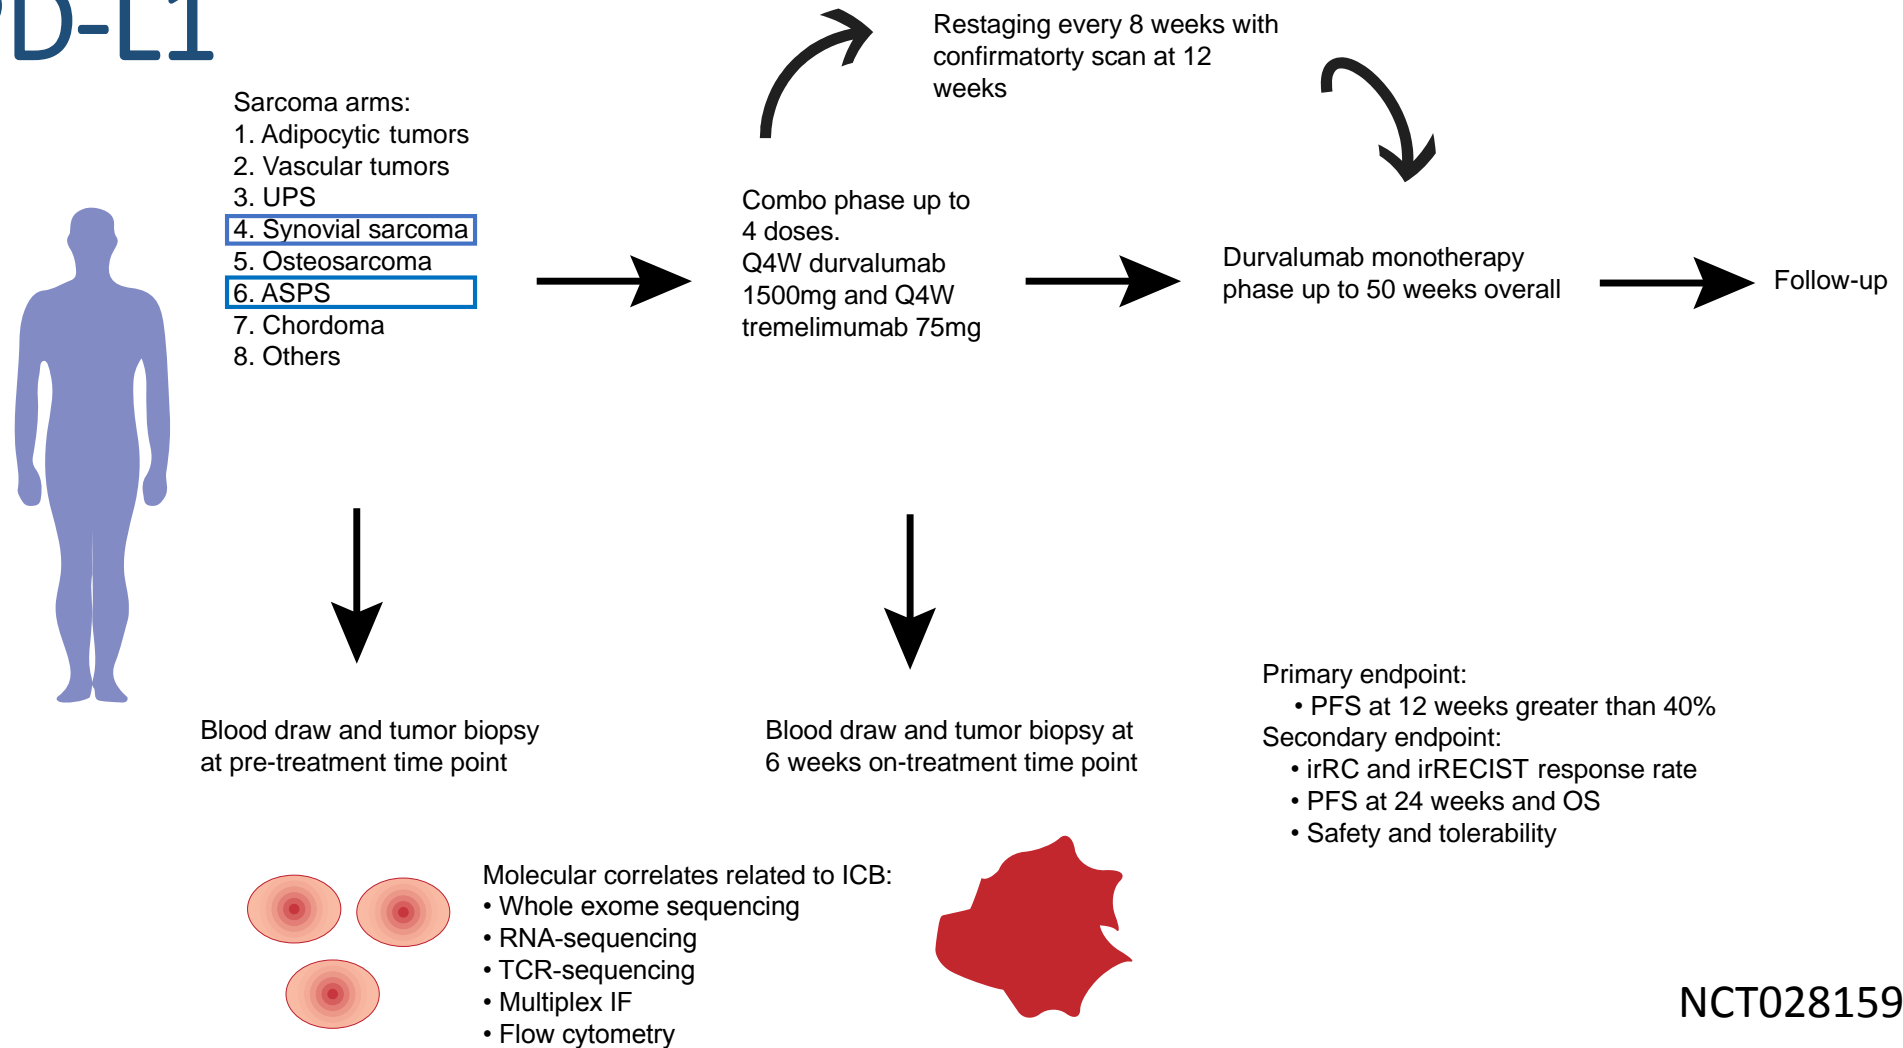 PD-L1
Restaging every 8 weeks with
confirmatorty scan at 12
weeks
Sarcoma arms:
1. Adipocytic tumors
2. Vascular tumors
3. UPS
4. Synovial sarcoma
5. Osteosarcoma
6. ASPS
7. Chordoma
8. Others
Combo phase up to
4 doses.
Q4W durvalumab
1500mg and Q4W
tremelimumab 75mg
Durvalumab monotherapy
phase up to 50 weeks overall
Follow-up
Blood draw and tumor biopsy
at pre-treatment time point
Blood draw and tumor biopsy at
6 weeks on-treatment time point
Primary endpoint:
• PFS at 12 weeks greater than 40%
Secondary endpoint:
• irRC and irRECIST response rate
• PFS at 24 weeks and OS
• Safety and tolerability
Molecular correlates related to ICB:
• Whole exome sequencing
• RNA-sequencing
• TCR-sequencing
• Multiplex IF
• Flow cytometry
NCT028159